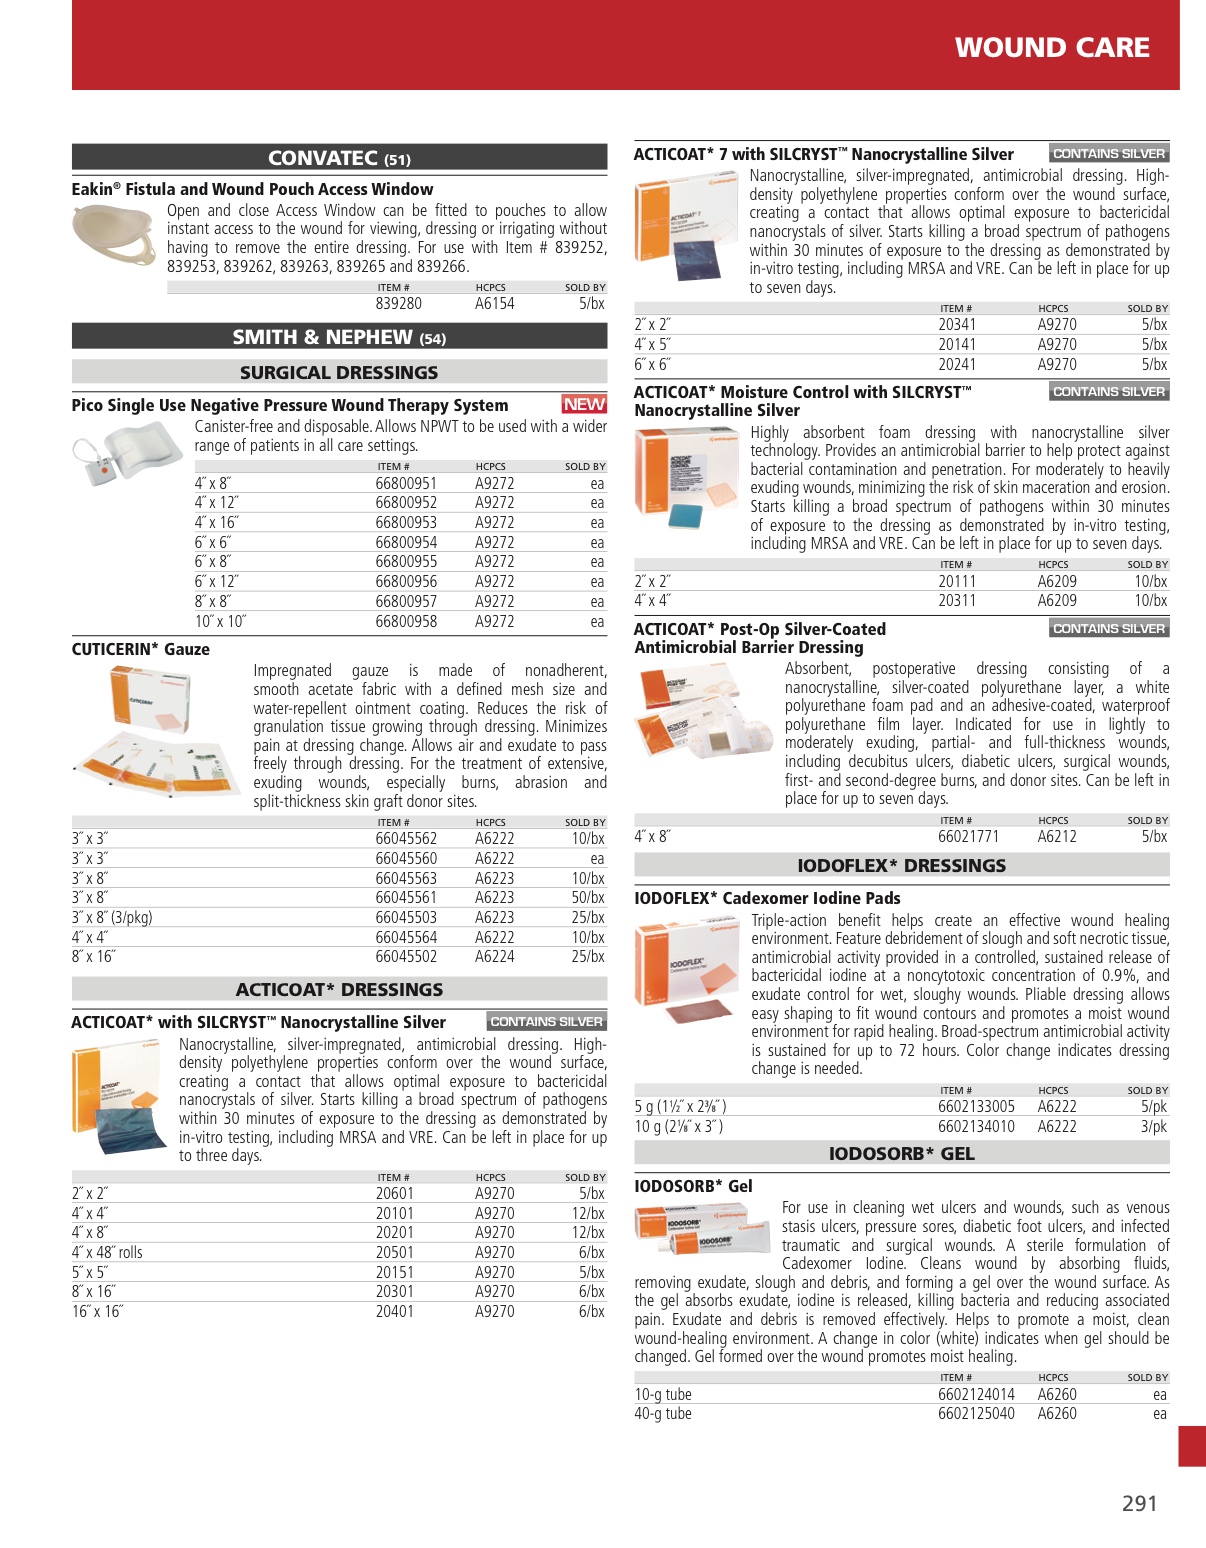 WOUND CARE
CONVATEC (51)
Eakin® Fistula and Wound Pouch Access Window
Open and close Access Window can be fitted to pouches to allow
instant access to the wound for viewing, dressing or irrigating without
having to remove the entire dressing. For use with Item # 839252,
839253, 839262, 839263, 839265 and 839266.
ITEM # HCPCS SOLD BY
839280 A6154 5/bx
SMITH & NEPHEW (54)
SURGICAL DRESSINGS
Pico Single Use Negative Pressure Wound Therapy System NEW
Canister-free and disposable. Allows NPWT to be used with a wider
range of patients in all care settings.
ITEM # HCPCS SOLD BY
4˝ x 8˝ 66800951 A9272 ea
4˝ x 12˝ 66800952 A9272 ea
4˝ x 16˝ 66800953 A9272 ea
6˝ x 6˝ 66800954 A9272 ea
6˝ x 8˝ 66800955 A9272 ea
6˝ x 12˝ 66800956 A9272 ea
8˝ x 8˝ 66800957 A9272 ea
10˝ x 10˝ 66800958 A9272 ea
CUTICERIN* Gauze
Impregnated gauze is made of nonadherent,
smooth acetate fabric with a defined mesh size and
water-repellent ointment coating. Reduces the risk of
granulation tissue growing through dressing. Minimizes
pain at dressing change. Allows air and exudate to pass
freely through dressing. For the treatment of extensive,
exuding wounds, especially burns, abrasion and
split-thickness skin graft donor sites.
ITEM # HCPCS SOLD BY
3˝ x 3˝ 66045562 A6222 10/bx
3˝ x 3˝ 66045560 A6222 ea
3˝ x 8˝ 66045563 A6223 10/bx
3˝ x 8˝ 66045561 A6223 50/bx
3˝ x 8˝ (3/pkg) 66045503 A6223 25/bx
4˝ x 4˝ 66045564 A6222 10/bx
8˝ x 16˝ 66045502 A6224 25/bx
ACTICOAT* DRESSINGS
ACTICOAT* with SILCRYST™ Nanocrystalline Silver CONTAINS SILVER
Nanocrystalline, silver-impregnated, antimicrobial dressing. High-
density polyethylene properties conform over the wound surface,
creating a contact that allows optimal exposure to bactericidal
nanocrystals of silver. Starts killing a broad spectrum of pathogens
within 30 minutes of exposure to the dressing as demonstrated by
in-vitro testing, including MRSA and VRE. Can be left in place for up
to three days.
ITEM # HCPCS SOLD BY
2˝ x 2˝ 20601 A9270 5/bx
4˝ x 4˝ 20101 A9270 12/bx
4˝ x 8˝ 20201 A9270 12/bx
4˝ x 48˝ rolls 20501 A9270 6/bx
5˝ x 5˝ 20151 A9270 5/bx
8˝ x 16˝ 20301 A9270 6/bx
16˝ x 16˝ 20401 A9270 6/bx
ACTICOAT* 7 with SILCRYST™ Nanocrystalline Silver CONTAINS SILVER
ACTICOAT* 7
Nanocrystalline, silver-impregnated, antimicrobial dressing. High-
density polyethylene properties conform over the wound surface,
creating a contact that allows optimal exposure to bactericidal
nanocrystals of silver. Starts killing a broad spectrum of pathogens
within 30 minutes of exposure to the dressing as demonstrated by
in-vitro testing, including MRSA and VRE. Can be left in place for up
to seven days.
ITEM # HCPCS SOLD BY
2˝ x 2˝ 20341 A9270 5/bx
4˝ x 5˝ 20141 A9270 5/bx
6˝ x 6˝ 20241 A9270 5/bx
ACTICOAT* Moisture Control with SILCRYST™ CONTAINS SILVER
Nanocrystalline Silver
Highly absorbent foam dressing with nanocrystalline silver
technology. Provides an antimicrobial barrier to help protect against
bacterial contamination and penetration. For moderately to heavily
exuding wounds, minimizing the risk of skin maceration and erosion.
Starts killing a broad spectrum of pathogens within 30 minutes
of exposure to the dressing as demonstrated by in-vitro testing,
including MRSA and VRE. Can be left in place for up to seven days.
ITEM # HCPCS SOLD BY
2˝ x 2˝ 20111 A6209 10/bx
4˝ x 4˝ 20311 A6209 10/bx
ACTICOAT* Post-Op Silver-Coated CONTAINS SILVER
Antimicrobial Barrier Dressing
Absorbent, postoperative dressing consisting of a
nanocrystalline, silver-coated polyurethane layer, a white
polyurethane foam pad and an adhesive-coated, waterproof
polyurethane film layer. Indicated for use in lightly to
moderately exuding, partial- and full-thickness wounds,
including decubitus ulcers, diabetic ulcers, surgical wounds,
first- and second-degree burns, and donor sites. Can be left in
place for up to seven days.
ITEM # HCPCS SOLD BY
4˝ x 8˝ 66021771 A6212 5/bx
IODOFLEX* DRESSINGS
IODOFLEX* Cadexomer Iodine Pads
IODOFLEX*
Triple-action benefit helps create an effective wound healing
environment. Feature debridement of slough and soft necrotic tissue,
antimicrobial activity provided in a controlled, sustained release of
bactericidal iodine at a noncytotoxic concentration of 0.9%, and
exudate control for wet, sloughy wounds. Pliable dressing allows
easy shaping to fit wound contours and promotes a moist wound
environment for rapid healing. Broad-spectrum antimicrobial activity
is sustained for up to 72 hours. Color change indicates dressing
change is needed.
ITEM # HCPCS SOLD BY
5 g (1½˝ x 2⅜˝ ) 6602133005 A6222 5/pk
10 g (2⅛˝ x 3˝ ) 6602134010 A6222 3/pk
IODOSORB* GEL
IODOSORB* Gel
IODOSORB*
IODOSORB*
For use in cleaning wet ulcers and wounds, such as venous
stasis ulcers, pressure sores, diabetic foot ulcers, and infected
traumatic and surgical wounds. A sterile formulation of
Cadexomer Iodine. Cleans wound by absorbing fluids,
removing exudate, slough and debris, and forming a gel over the wound surface. As
the gel absorbs exudate, iodine is released, killing bacteria and reducing associated
pain. Exudate and debris is removed effectively. Helps to promote a moist, clean
wound-healing environment. A change in color (white) indicates when gel should be
changed. Gel formed over the wound promotes moist healing.
ITEM # HCPCS SOLD BY
10-g tube 6602124014 A6260 ea
40-g tube 6602125040 A6260 ea
291